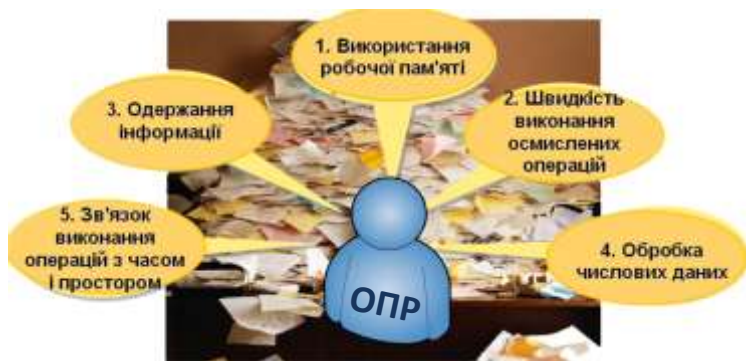 1. Використання
робочої пам'яті
2. Швидкість
виконання
осмислених
операцій
3. Одержання
інформації
4. Обробка
числових даних
5. Зв'язок
виконання
операцій з часом
і простором
ОПР